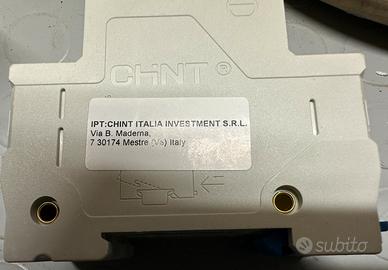 CHNT ®
IPT:CHINT ITALIA INVESTMENT S.R.L.
Via B. Maderna,
7 30174 Mestre (Ve) Italy
subito